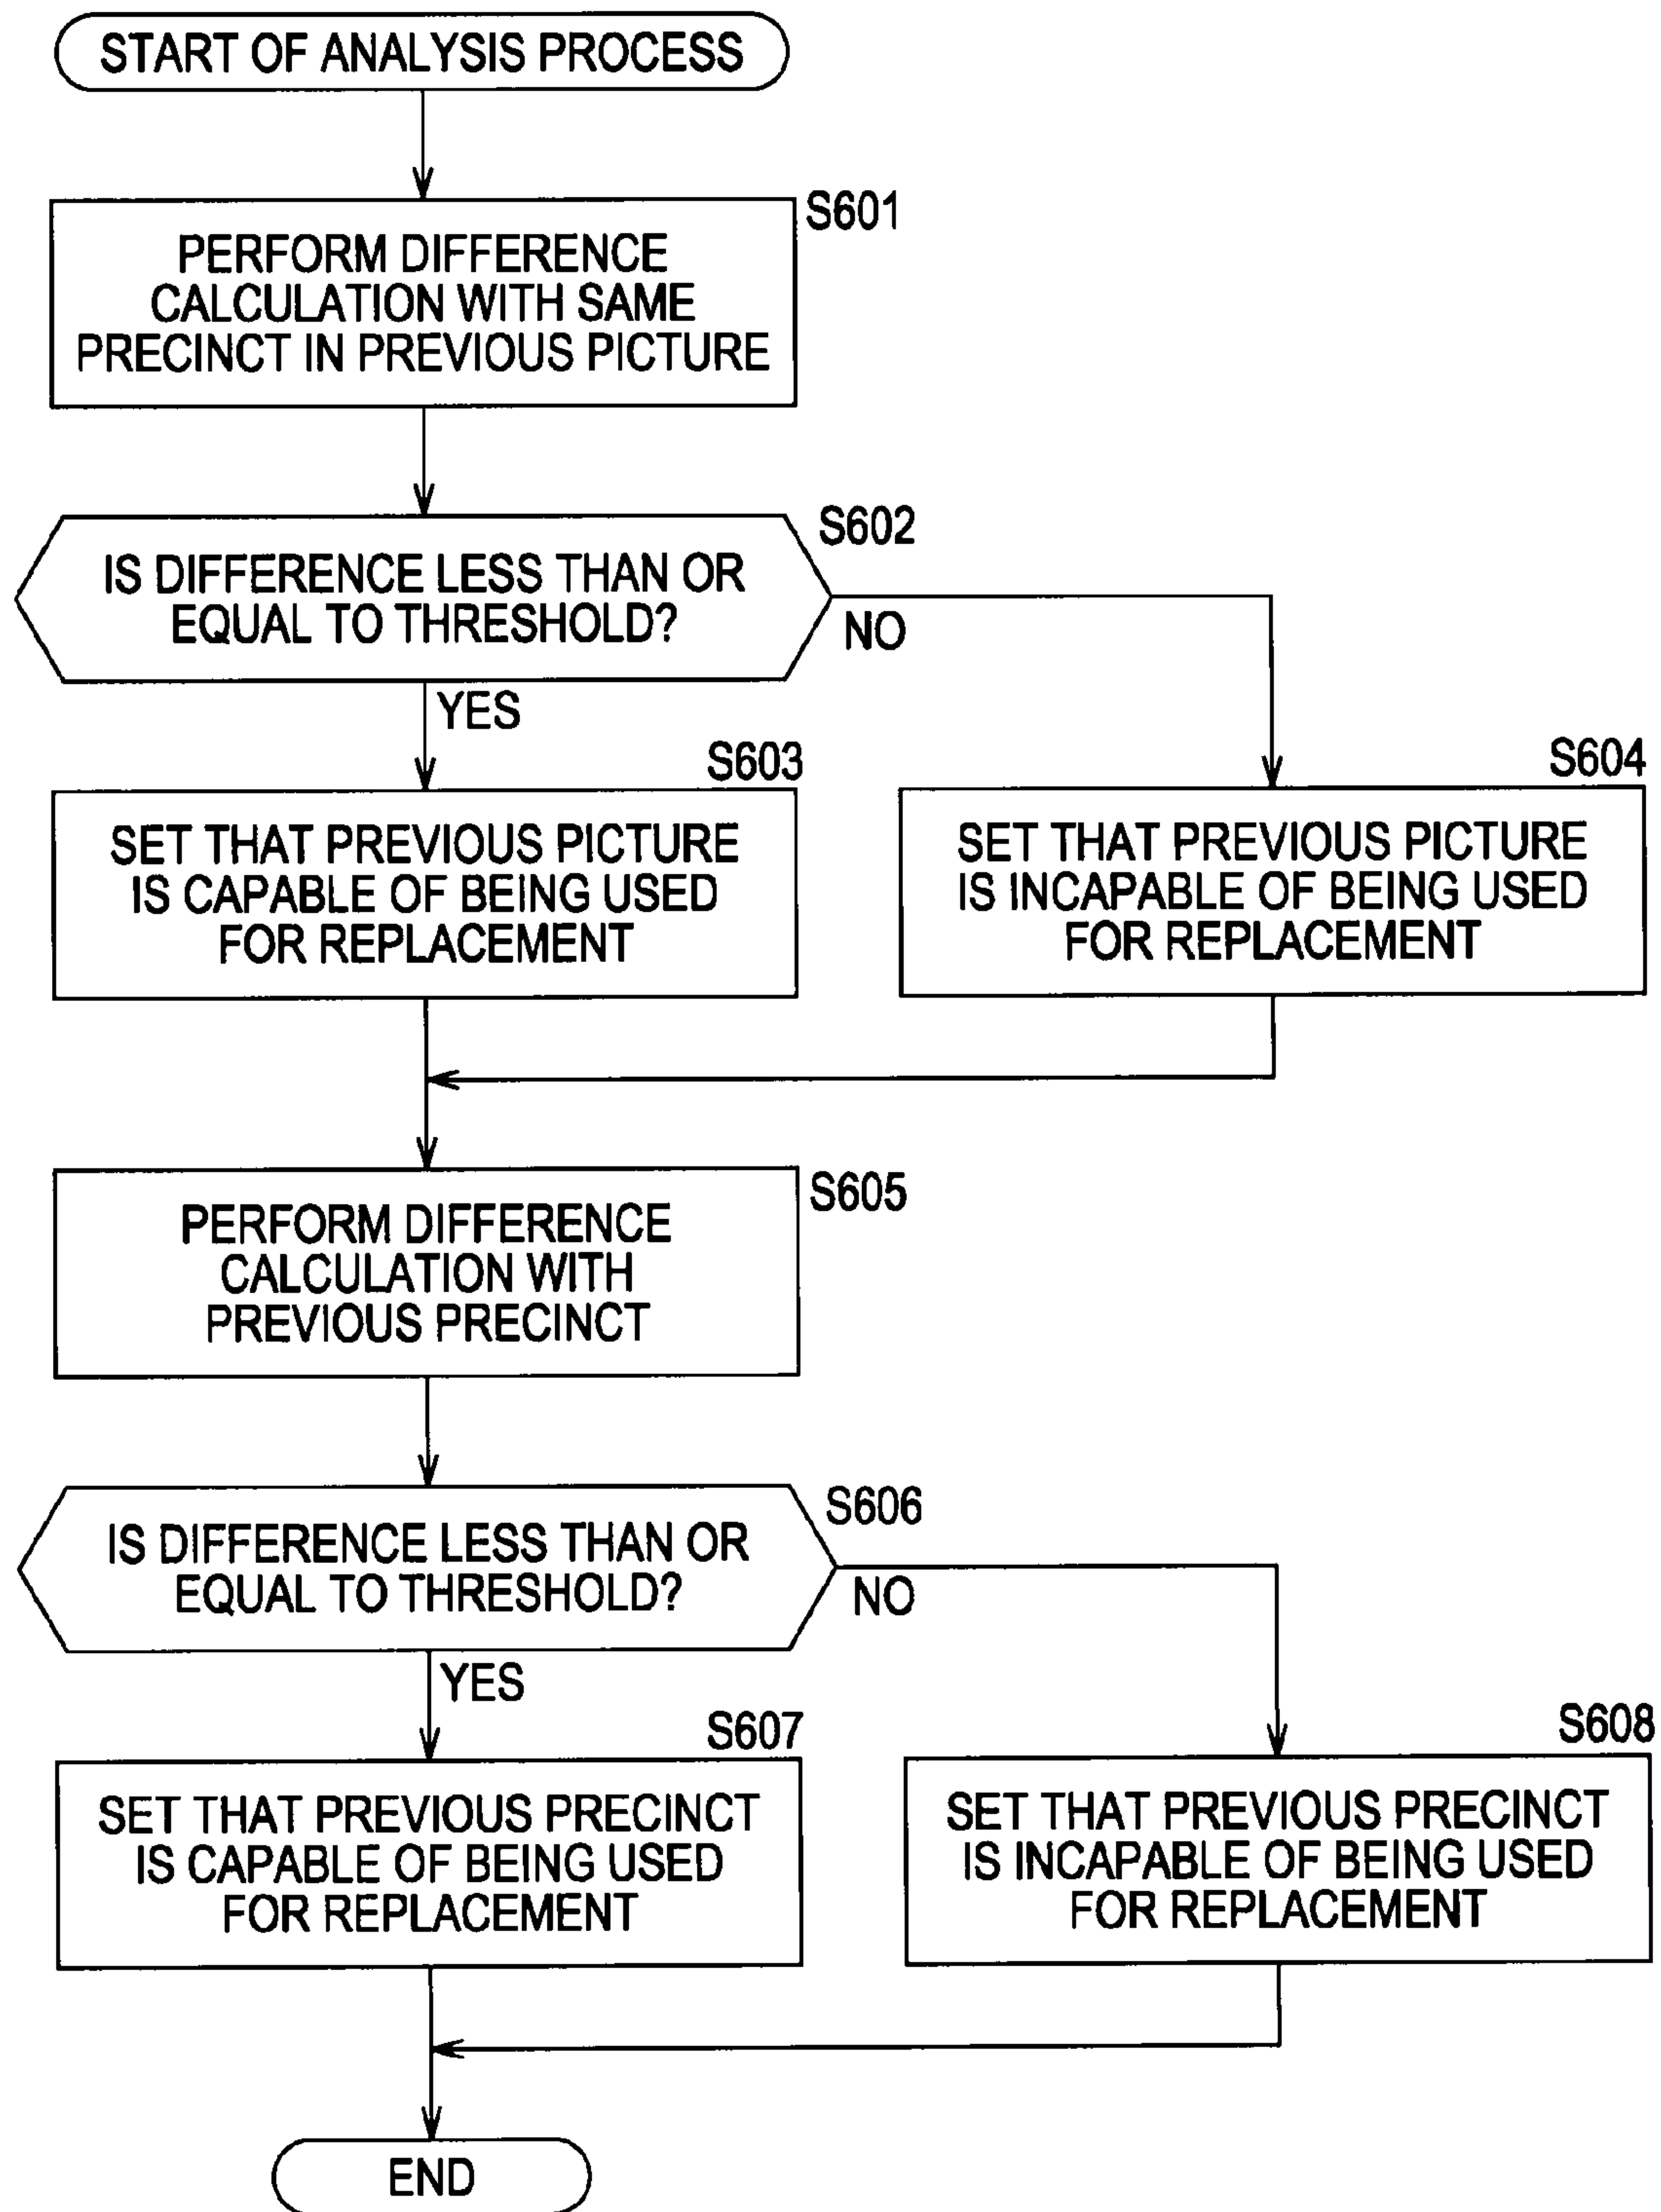 START OF ANALYSIS PROCESS
S601
PERFORM DIFFERENCE
CALCULATION WITH SAME
PRECINCT IN PREVIOUS PICTURE
S602
IS DIFFERENCE LESS THAN OR
EQUAL TO THRESHOLD?
NO
YES
S603
SET THAT PREVIOUS PICTURE
IS CAPABLE OF BEING USED
FOR REPLACEMENT
S604
SET THAT PREVIOUS PICTURE
IS INCAPABLE OF BEING USED
FOR REPLACEMENT
S605
PERFORM DIFFERENCE
CALCULATION WITH
PREVIOUS PRECINCT
S606
IS DIFFERENCE LESS THAN OR
EQUAL TO THRESHOLD?
NO
YES
S607
SET THAT PREVIOUS PRECINCT
IS CAPABLE OF BEING USED
FOR REPLACEMENT
S608
SET THAT PREVIOUS PRECINCT
IS INCAPABLE OF BEING USED
FOR REPLACEMENT
END